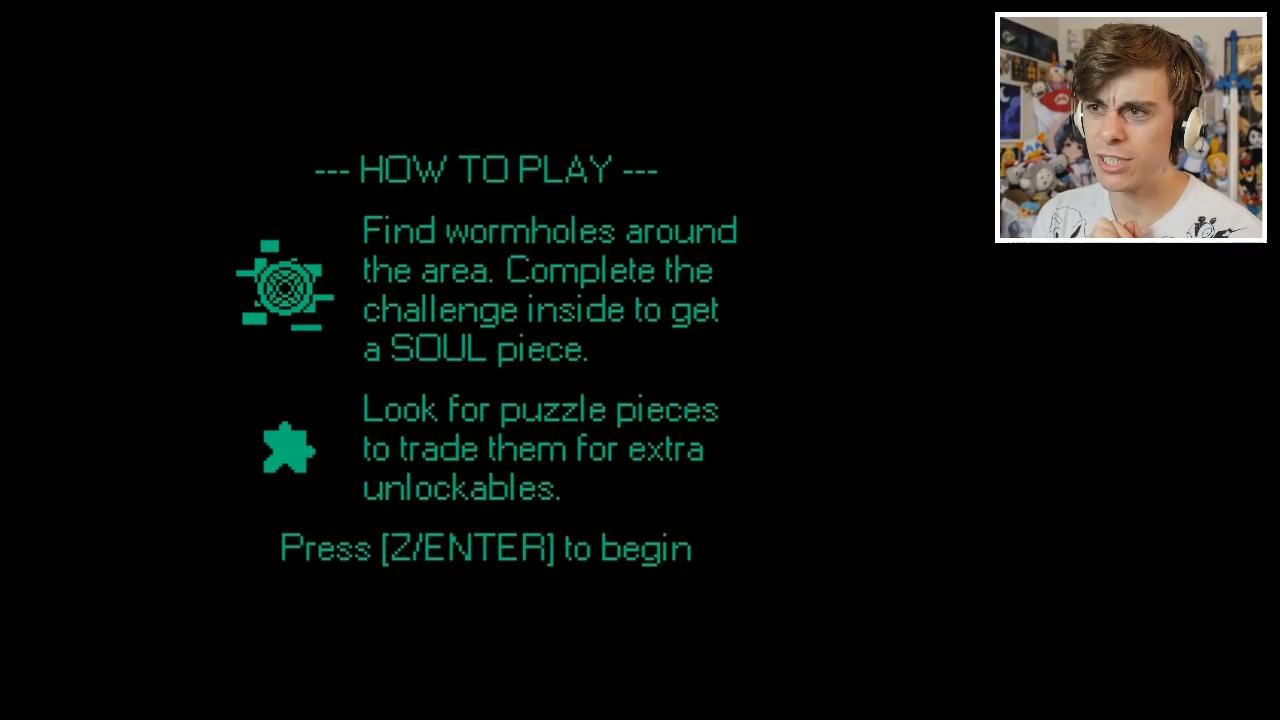 --- HOW TO PLAY ---
Find wormholes around
the area. Complete the
challenge inside to get
a SOUL piece.
Look for puzzle pieces
to trade them for extra
unlockables.
Press [Z/ENTER] to begin